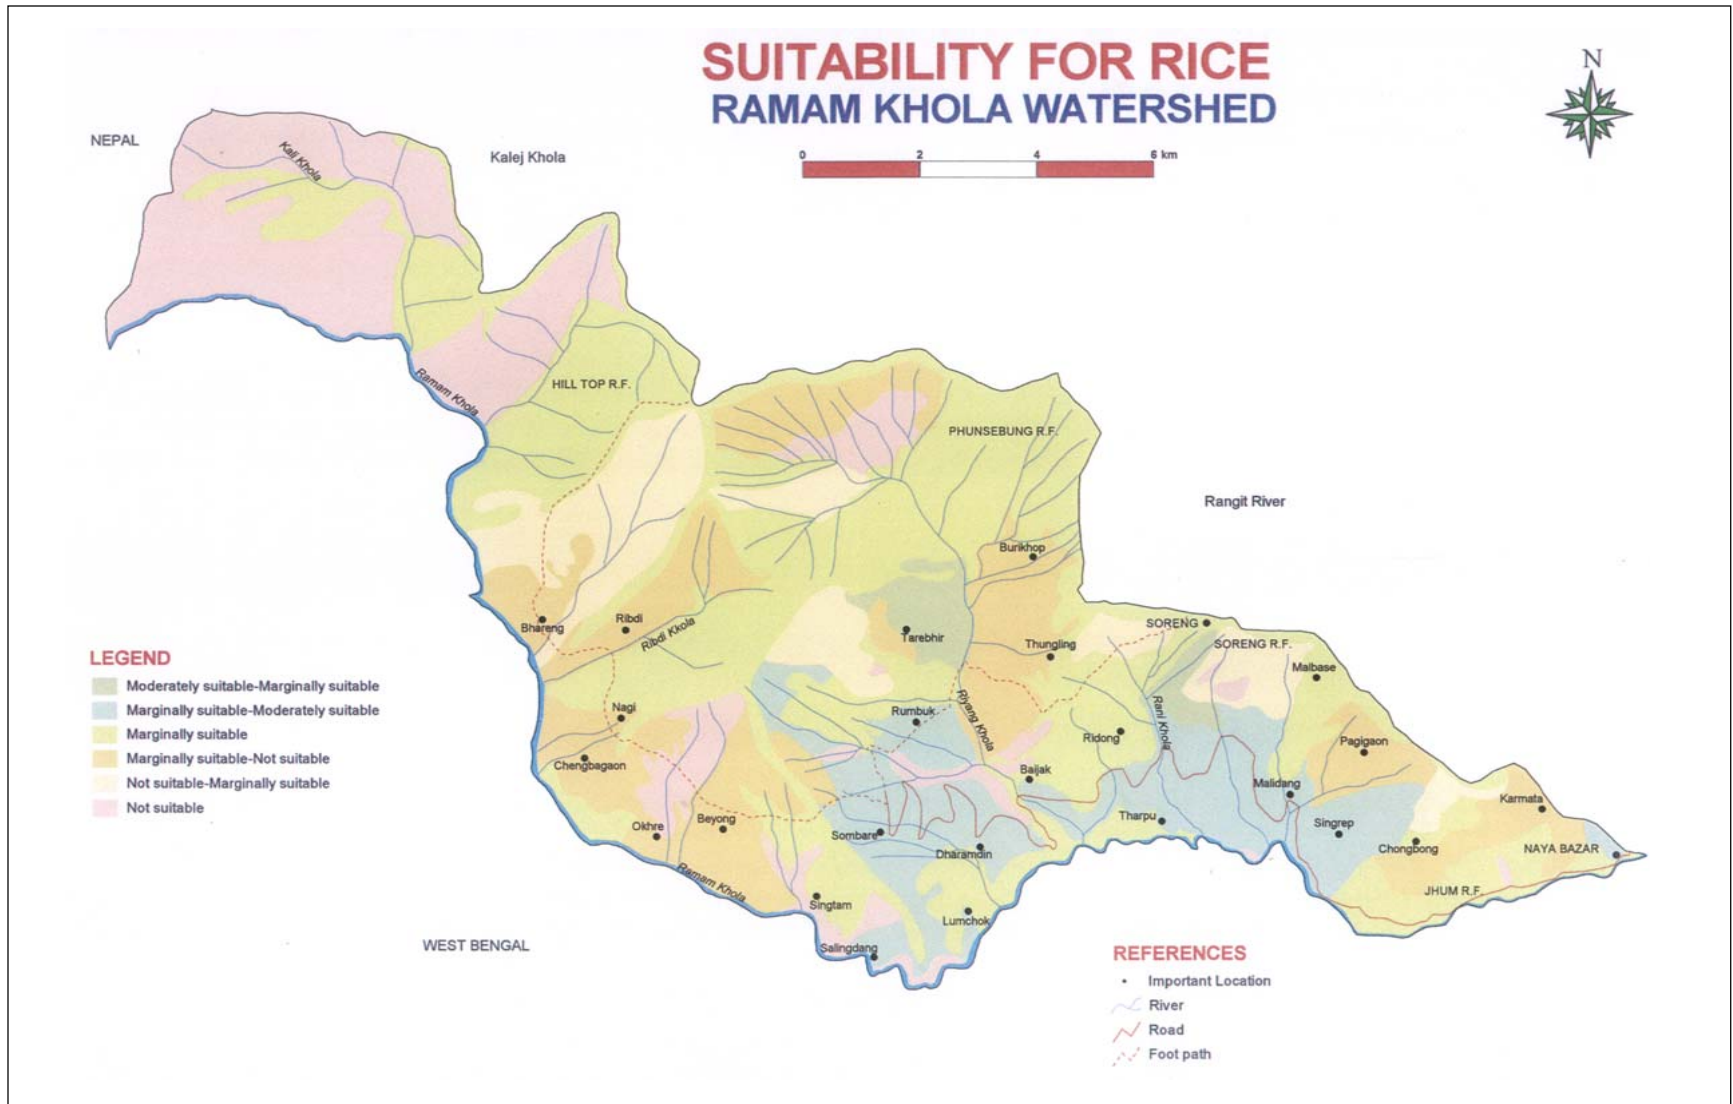 SUITABILITY FOR RICE
RAMAM KHOLA WATERSHED
N
0 2 4 6 km
NEPAL
Kalej Khola
Kali Khola
Ramam Khola
HILL TOP R.F.
PHUNSEBUNG R.F.
Rangit River
Burikhop
Bhareng
Ribdi
Ribdi Kkola
Tarebhir
Thungling
SORENG
SORENG R.F.
Malbase
Nagi
Rumbuk
Riyang Khola
Rani Khola
Ridong
Pagigaon
Chengbagaon
Baijak
Malidang
Karmata
Okhre
Beyong
Sombare
Dharamdin
Tharpu
Singrep
Chongbong
NAYA BAZAR
Ramam Khola
Singtam
Lumchok
JHUM R.F.
Salingdang
WEST BENGAL
LEGEND
Moderately suitable-Marginally suitable
Marginally suitable-Moderately suitable
Marginally suitable
Marginally suitable-Not suitable
Not suitable-Marginally suitable
Not suitable
REFERENCES
Important Location
River
Road
Foot path